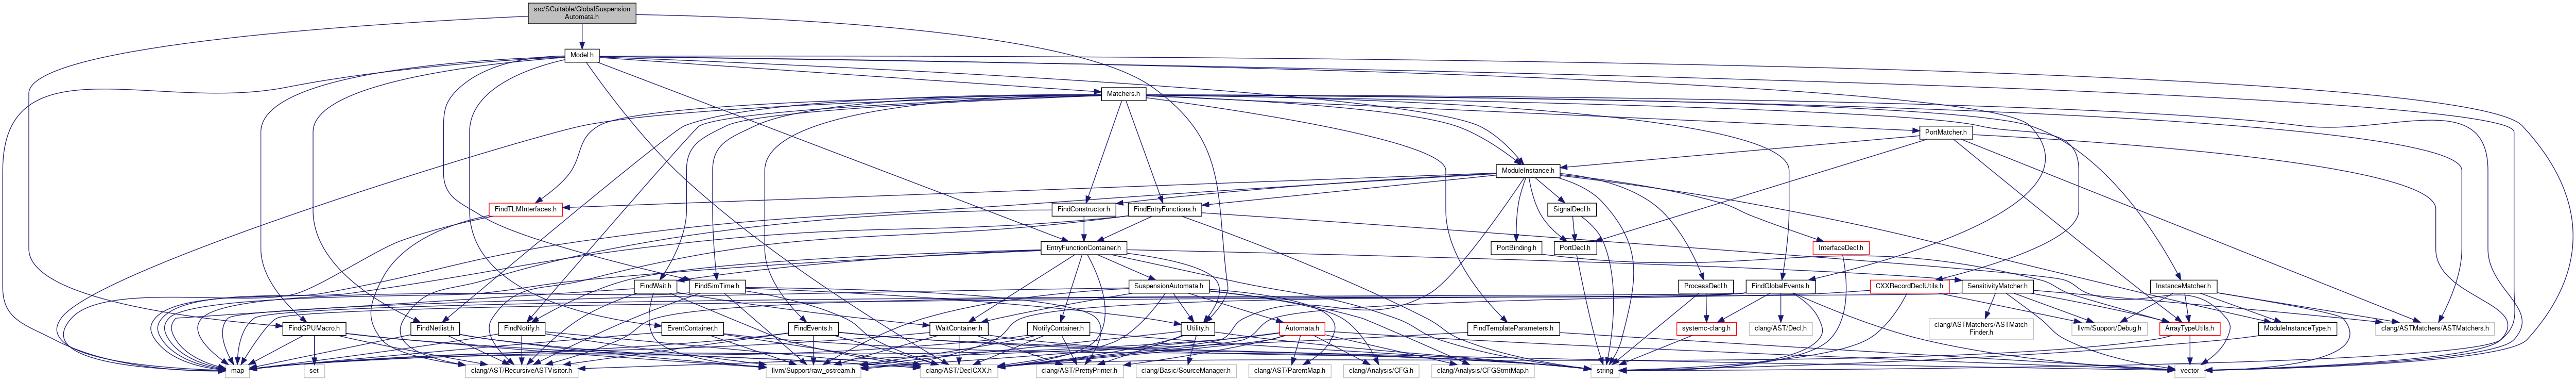 src/SCuitable/GlobalSuspension
Automata.h
Model.h
Matchers.h
PortMatcher.h
ModuleInstance.h
FindTLMInterfaces.h
FindConstructor.h
FindEntryFunctions.h
SignalDecl.h
EntryFunctionContainer.h
PortBinding.h
PortDecl.h
InterfaceDecl.h
FindWait.h
FindSimTime.h
SuspensionAutomata.h
ProcessDecl.h
FindGlobalEvents.h
CXXRecordDeclUtils.h
SensitivityMatcher.h
InstanceMatcher.h
FindGPUMacro.h
FindNetlist.h
FindNotify.h
EventContainer.h
FindEvents.h
WaitContainer.h
NotifyContainer.h
Utility.h
Automata.h
FindTemplateParameters.h
systemc-clang.h
clang/AST/Decl.h
clang/ASTMatchers/ASTMatch
Finder.h
llvm/Support/Debug.h
ArrayTypeUtils.h
ModuleInstanceType.h
clang/ASTMatchers/ASTMatchers.h
map
set
clang/AST/RecursiveASTVisitor.h
llvm/Support/raw_ostream.h
clang/AST/DeclCXX.h
clang/AST/PrettyPrinter.h
clang/Basic/SourceManager.h
clang/AST/ParentMap.h
clang/Analysis/CFG.h
clang/Analysis/CFGStmtMap.h
string
vector